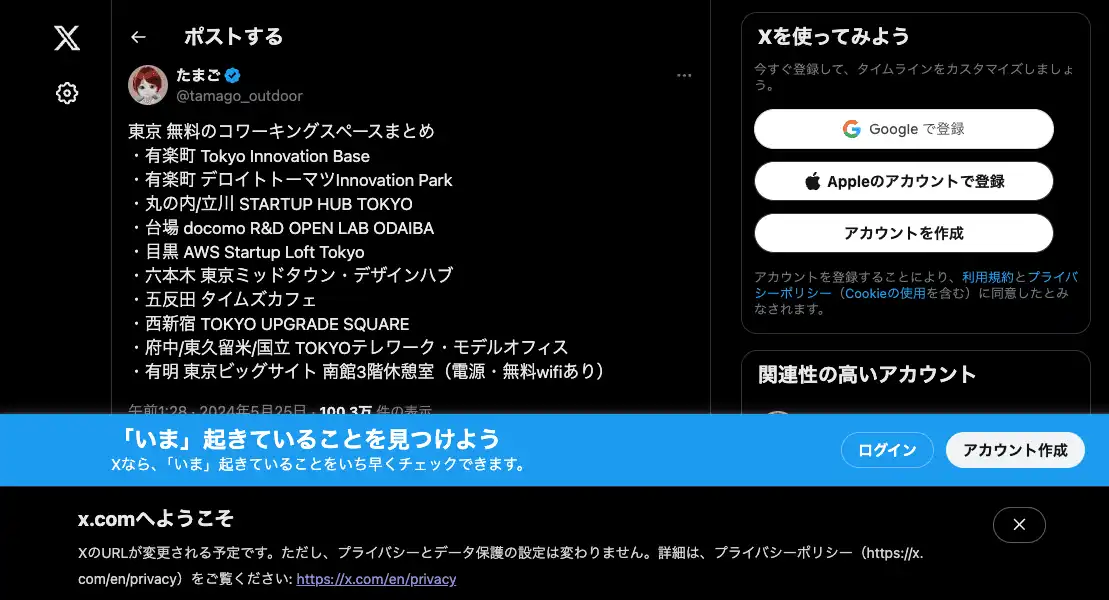 ポストする
たまご
@tamago_outdoor
東京 無料のコワーキングスペースまとめ
・有楽町 Tokyo Innovation Base
・有楽町 デロイトトーマツInnovation Park
・丸の内/立川 STARTUP HUB TOKYO
・台場 docomo R&D OPEN LAB ODAIBA
・目黒 AWS Startup Loft Tokyo
・六本木 東京ミッドタウン・デザインハブ
・五反田 タイムズカフェ
・西新宿 TOKYO UPGRADE SQUARE
・府中/東久留米/国立 TOKYOテレワーク・モデルオフィス
・有明 東京ビッグサイト 南館3階休憩室（電源・無料wifiあり）
午前1:28 · 2024年5月25日 · 100.3万 件の表示
Xを使ってみよう
今すぐ登録して、タイムラインをカスタマイズしましょ
う。
Google で登録
Appleのアカウントで登録
アカウントを作成
アカウントを登録することにより、利用規約とプライバ
シーポリシー（Cookieの使用を含む）に同意したとみ
なされます。
関連性の高いアカウント
「いま」起きていることを見つけよう
Xなら、「いま」起きていることをいち早くチェックできます。
ログイン
アカウント作成
x.comへようこそ
XのURLが変更される予定です。ただし、プライバシーとデータ保護の設定は変わりません。詳細は、プライバシーポリシー（https://x.
com/en/privacy）をご覧ください: https://x.com/en/privacy